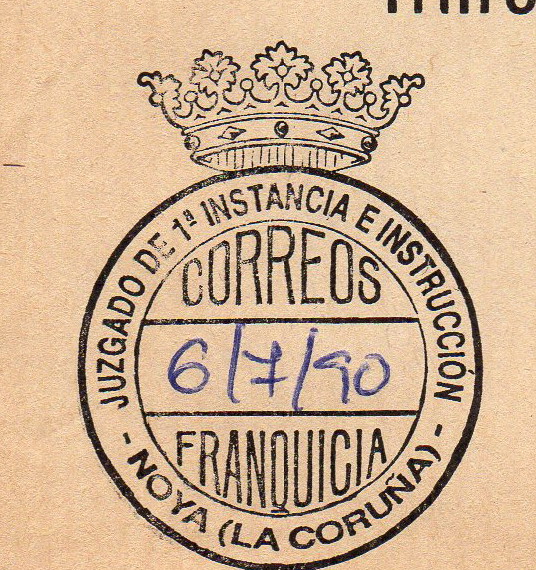 JUZGADO DE 1ª INSTANCIA E INSTRUCCIÓN
CORREOS
6/7/90
FRANQUICIA
- NOYA (LA CORUÑA) -